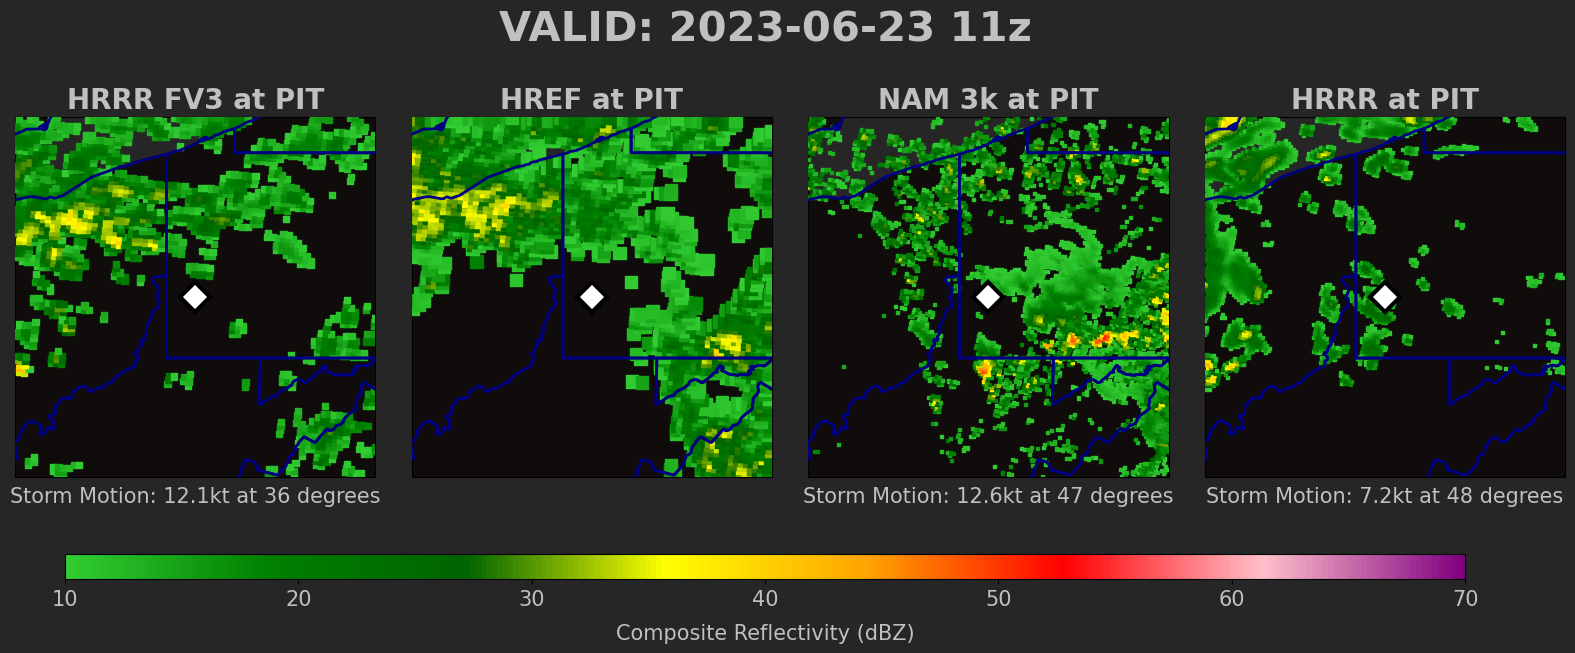 VALID: 2023-06-23 11z
HRRR FV3 at PIT
HREF at PIT
NAM 3k at PIT
HRRR at PIT
Storm Motion: 12.1kt at 36 degrees
Storm Motion: 12.6kt at 47 degrees
Storm Motion: 7.2kt at 48 degrees
10 20 30 40 50 60 70
Composite Reflectivity (dBZ)